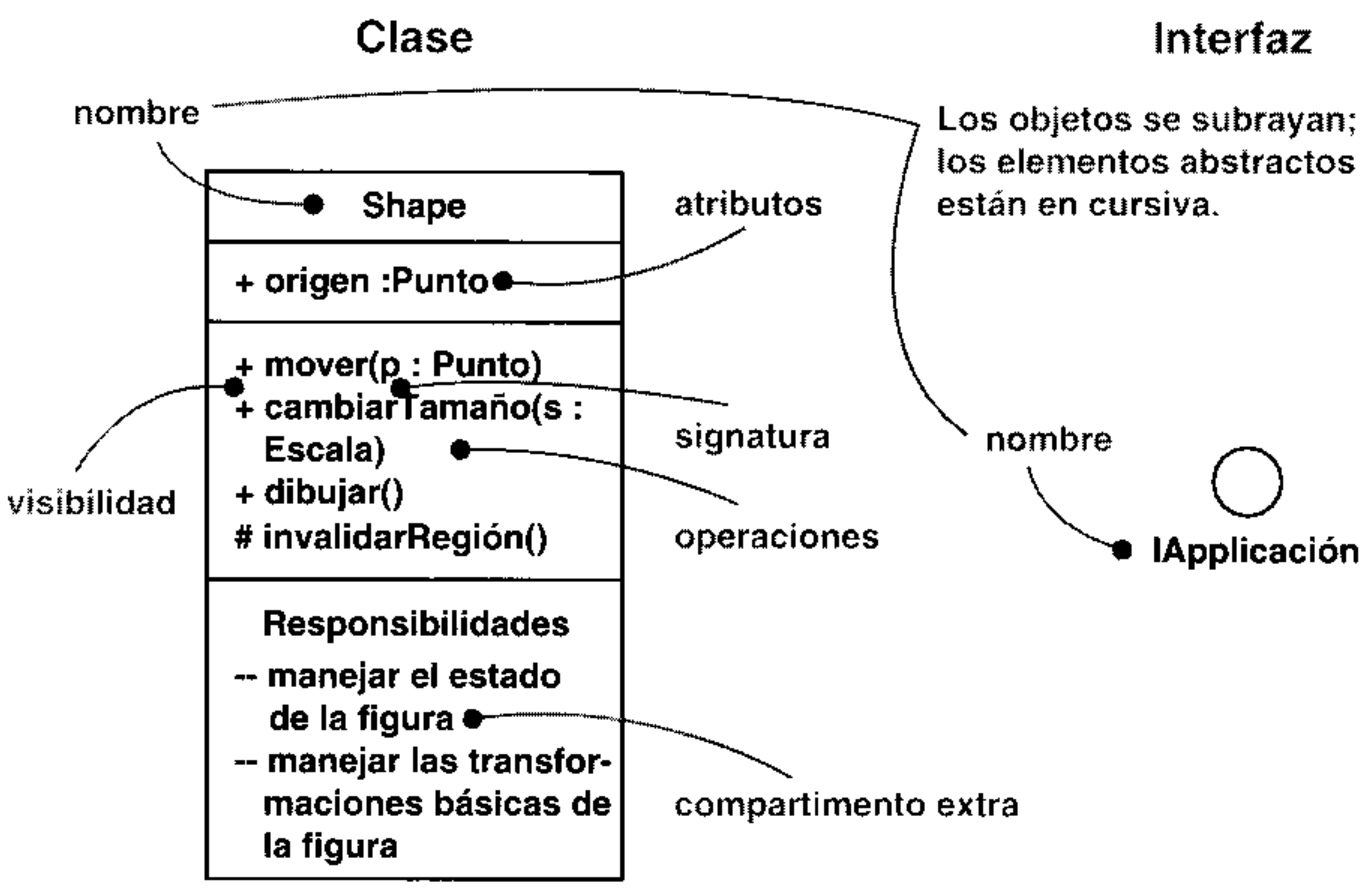 Clase
Interfaz
nombre
Los objetos se subrayan;
los elementos abstractos
están en cursiva.
Shape
atributos
+ origen :Punto
+ mover(p : Punto)
+ cambiarTamaño(s :
Escala)
+ dibujar()
# invalidarRegión()
visibilidad
signatura
operaciones
nombre
IApplicación
Responsibilidades
-- manejar el estado
de la figura
-- manejar las transfor-
maciones básicas de
la figura
compartimento extra